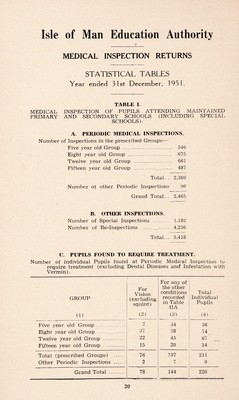 Isle of Man Education Authority
MEDICAL INSPECTION RETURNS
STATISTICAL TABLES
Year ended 31st December, 1951.
TABLE I.
MEDICAL INSPECTION OF PUPILS ATTENDING MAINTAINED
PRIMARY AND SECONDARY SCHOOLS (INCLUDING SPECIAL
SCHOOLS).
A. PERIODIC MEDICAL INSPECTIONS.
Number of Inspections in the prescribed Groups—
Five year old Group 546
Eight year old Group 675
Twelve year old Group 661
Fifteen year old Group 487
Total... 2,369
Number of other Periodic Inspections 96
Grand Total... 2,465
B. OTHER INSPECTIONS.
Number of Special Inspections 1,182
Number of Re-Inspections 4,236
Total... 5,418
C. PUPILS FOUND TO REQUIRE TREATMENT.
Number of individual Pupils found at Periodic Medical Inspection to
require treatment (excluding Dental Diseases and Infestation with
Vermin).
GROUP
For Vision (excluding squint)
For any of the other conditions recorded in Table IIA
Total Individual Pupils
(1) (2) (3) (4)
Five year old Group 2 34 36
Eight year old Group 37 38 74
Twelve year old Group 22 45 67
Fifteen year old Group 15 20 34
Total (prescribed Groups) 76 137 211
Other Periodic Inspections 2 7 9
Grand Total 78 144 220
20